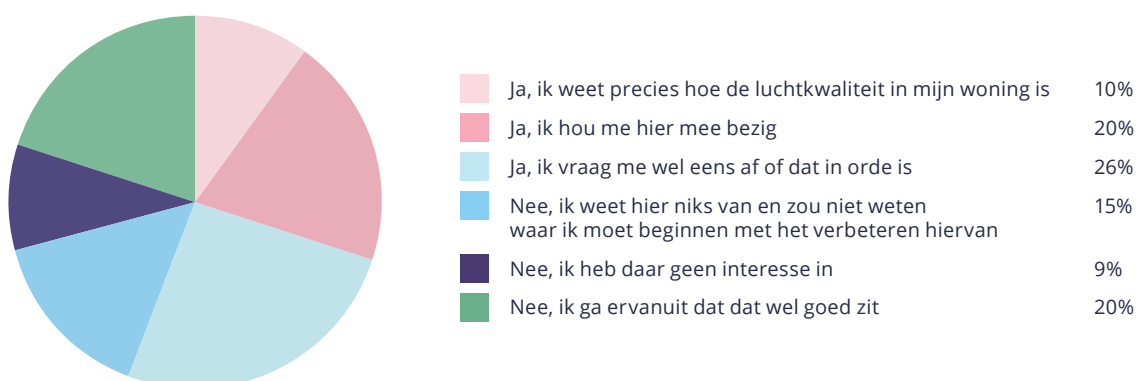 Ja, ik weet precies hoe de luchtkwaliteit in mijn woning is 10%
Ja, ik hou me hier mee bezig 20%
Ja, ik vraag me wel eens af of dat in orde is 26%
Nee, ik weet hier niks van en zou niet weten 15%
waar ik moet beginnen met het verbeteren hiervan
Nee, ik heb daar geen interesse in 9%
Nee, ik ga ervanuit dat dat wel goed zit 20%